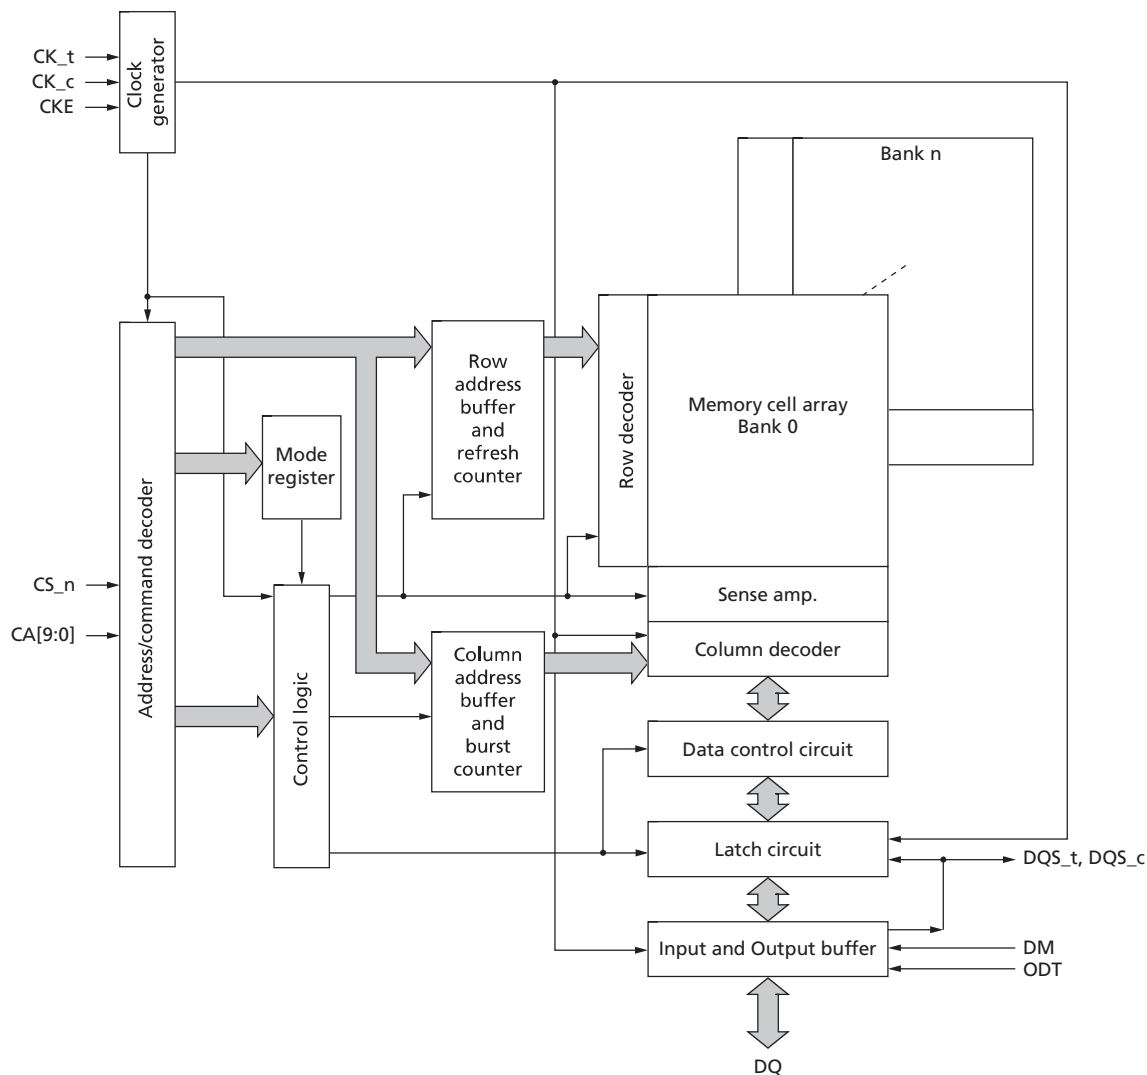 CK_t
CK_c
CKE
Clock
generator
Bank n
Row
address
buffer
and
refresh
counter
Row decoder
Memory cell array
Bank 0
Mode
register
Address/command decoder
CS_n
CA[9:0]
Control logic
Sense amp.
Column decoder
Column
address
buffer
and
burst
counter
Data control circuit
Latch circuit
DQS_t, DQS_c
Input and Output buffer
DM
ODT
DQ